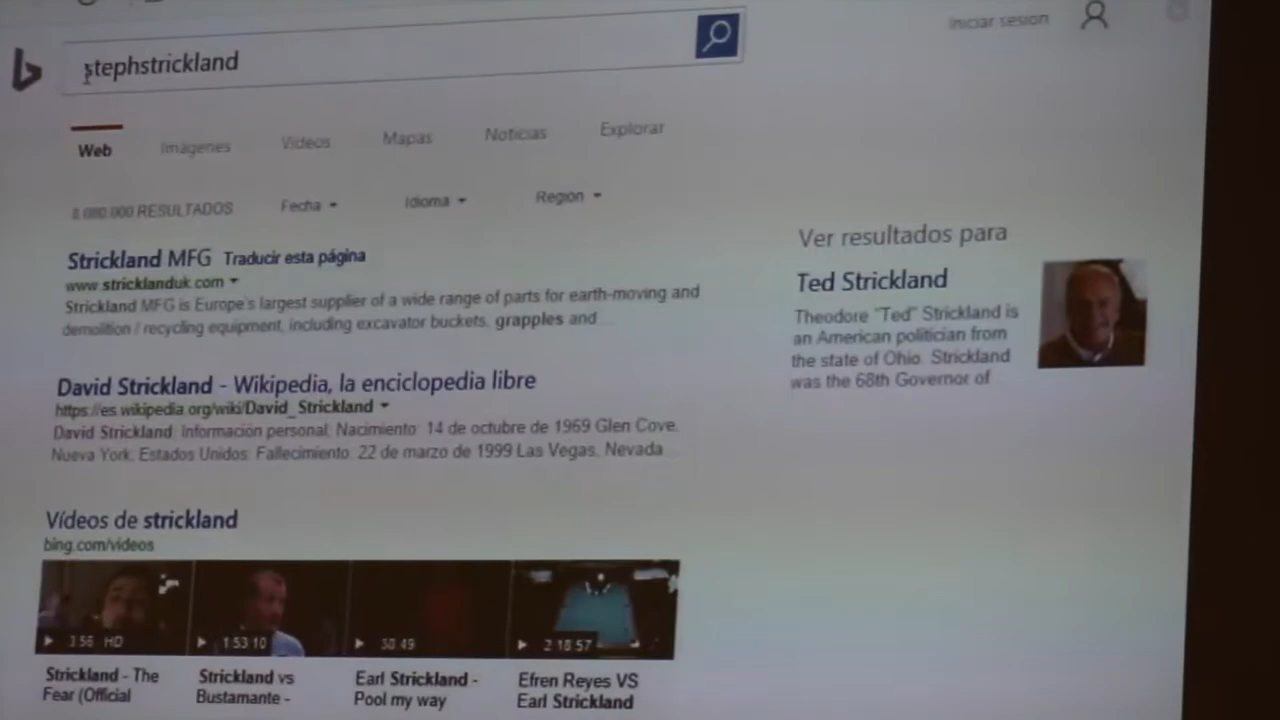 stephstrickland
Iniciar sesión
Web Imágenes Vídeos Mapas Noticias Explorar
8.080.000 RESULTADOS Fecha Idioma Región
Strickland MFG Traducir esta página
www.stricklanduk.com
Strickland MFG is Europe's largest supplier of a wide range of parts for earth-moving and
demolition / recycling equipment, including excavator buckets, grapples and
David Strickland - Wikipedia, la enciclopedia libre
https://es.wikipedia.org/wiki/David_Strickland
David Strickland; Información personal; Nacimiento: 14 de octubre de 1969 Glen Cove,
Nueva York, Estados Unidos: Fallecimiento: 22 de marzo de 1999 Las Vegas, Nevada
Vídeos de strickland
bing.com/videos
3:56 HD
1:53:10
38:49
2:18:57
Strickland - The
Fear (Official
Strickland vs
Bustamante -
Earl Strickland -
Pool my way
Efren Reyes VS
Earl Strickland
Ver resultados para
Ted Strickland
Theodore "Ted" Strickland is
an American politician from
the state of Ohio. Strickland
was the 68th Governor of